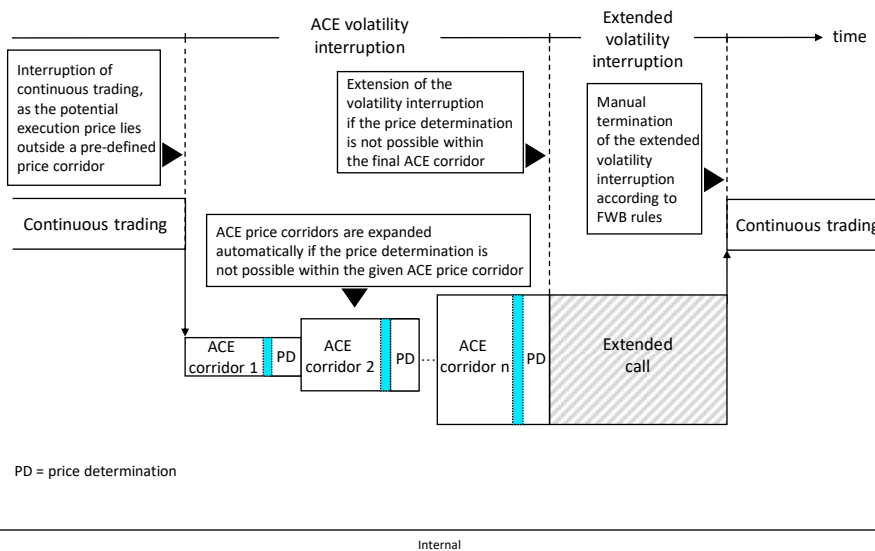 ACE volatility
interruption
Extended
volatility
interruption
time
Interruption of
continuous trading,
as the potential
execution price lies
outside a pre-defined
price corridor
Extension of the
volatility interruption
if the price determination
is not possible within
the final ACE corridor
Manual
termination
of the extended
volatility
interruption
according to
FWB rules
Continuous trading
ACE price corridors are expanded
automatically if the price determination is
not possible within the given ACE price corridor
Continuous trading
ACE
corridor 1
PD
ACE
corridor 2
PD
...
ACE
corridor n
PD
Extended
call
PD = price determination
Internal